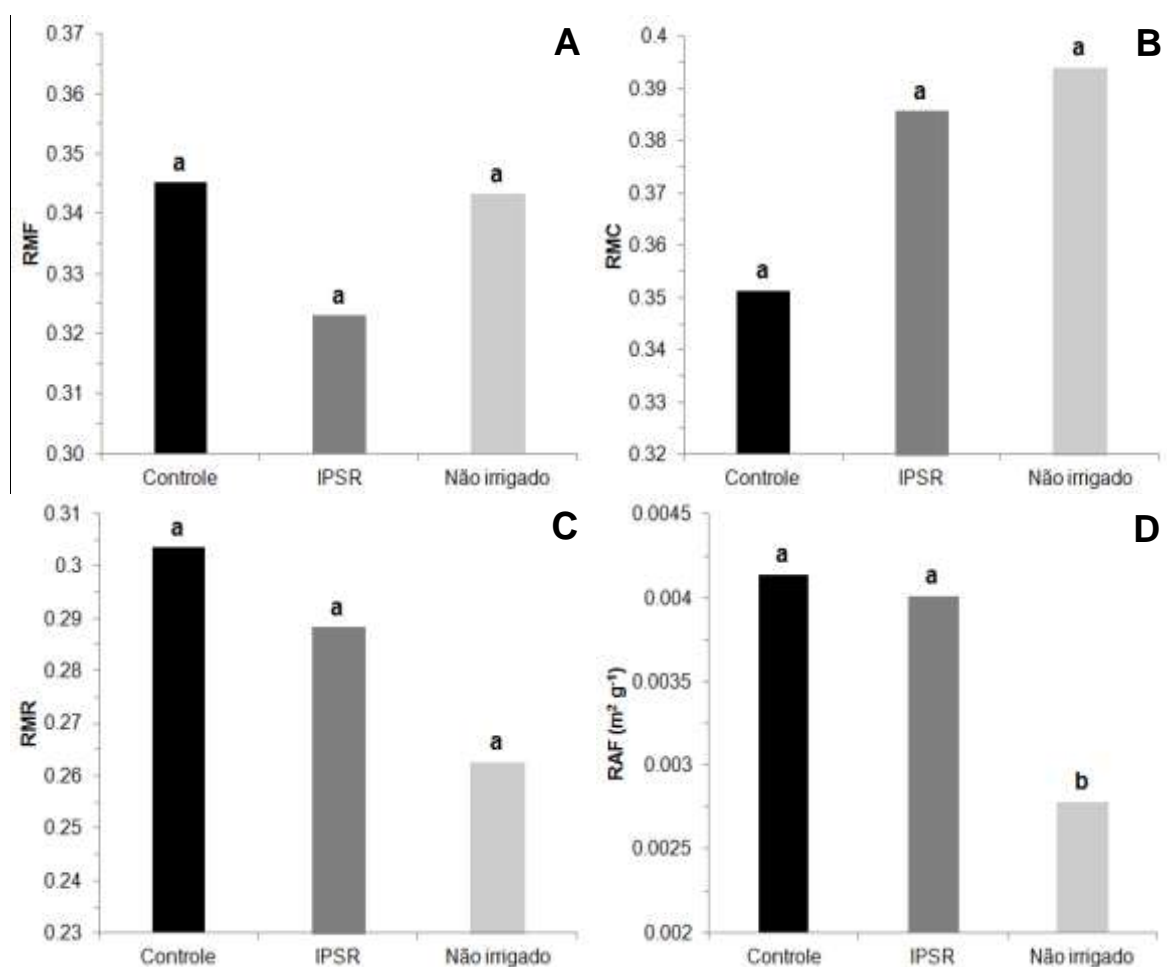 A
0.37
0.36
0.35
0.34
0.33
0.32
0.31
0.30
RMF
a
a
a
Controle IPSR Não irrigado
B
0.4
0.39
0.38
0.37
0.36
0.35
0.34
0.33
0.32
RMC
a
a
a
Controle IPSR Não irrigado
C
0.31
0.3
0.29
0.28
0.27
0.26
0.25
0.24
0.23
RMR
a
a
a
Controle IPSR Não irrigado
D
0.0045
0.004
0.0035
0.003
0.0025
0.002
RAF (m² g⁻¹)
a
a
b
Controle IPSR Não irrigado